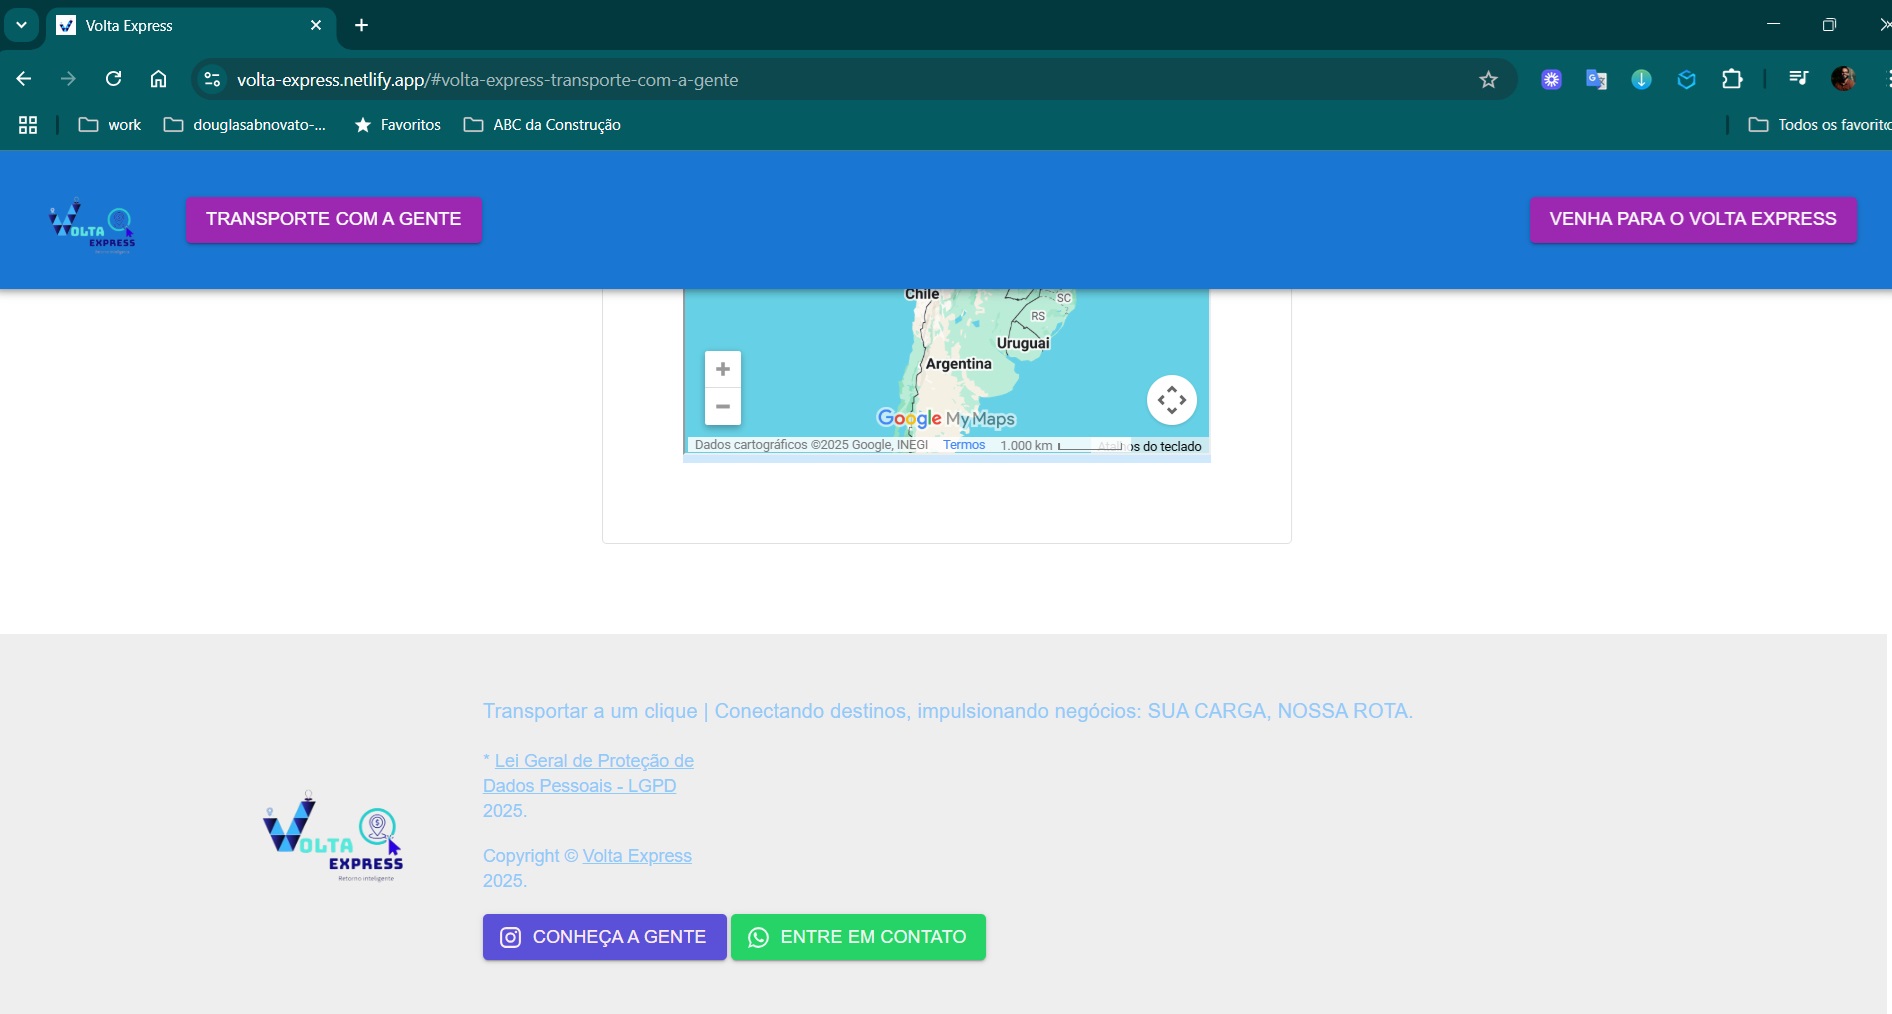 Volta Express
volta-express.netlify.app/#volta-express-transporte-com-a-gente
work
douglasabnovato-...
Favoritos
ABC da Construção
Todos os favorito
VOLTA
EXPRESS
TRANSPORTE COM A GENTE
VENHA PARA O VOLTA EXPRESS
Chile
SC
RS
Uruguai
Argentina
Google My Maps
Dados cartográficos ©2025 Google, INEGI
Termos
1.000 km
Atalhos do teclado
Transportar a um clique | Conectando destinos, impulsionando negócios: SUA CARGA, NOSSA ROTA.
* Lei Geral de Proteção de
Dados Pessoais - LGPD
2025.
VOLTA
EXPRESS
Retorno inteligente
Copyright © Volta Express
2025.
CONHEÇA A GENTE
ENTRE EM CONTATO